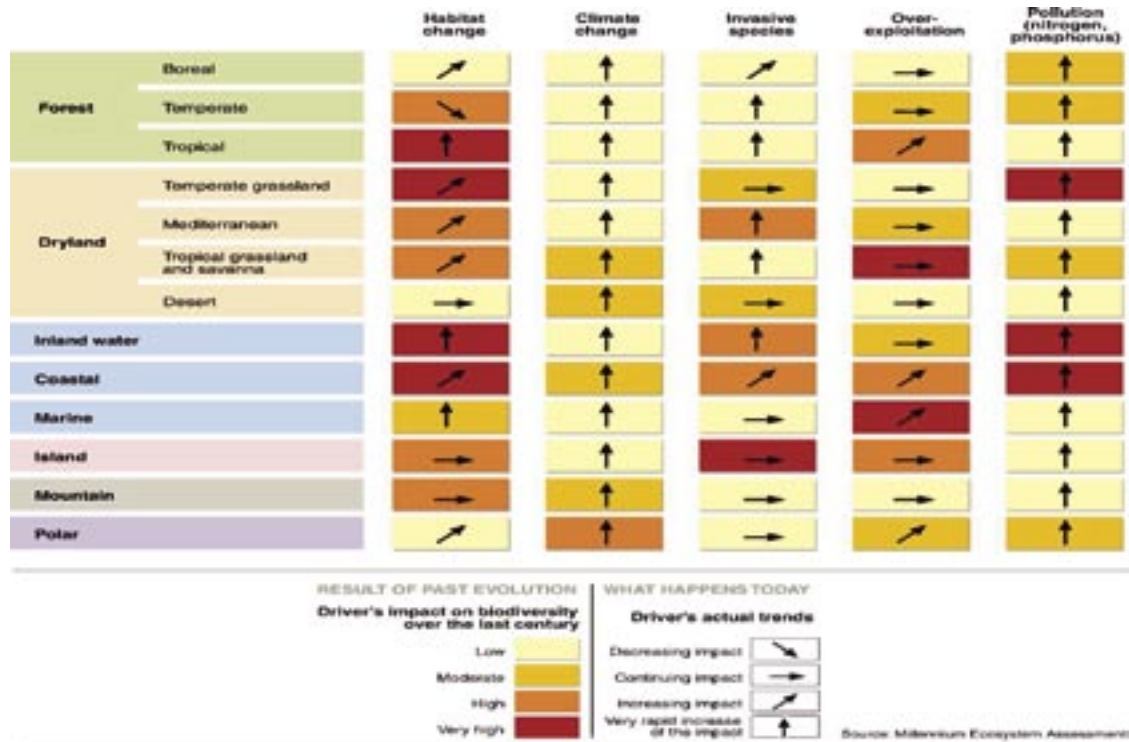 Habitat change
Climate change
Invasive species
Over-exploitation
Pollution (nitrogen, phosphorus)
Forest
Boreal
Temperate
Tropical
Dryland
Temperate grassland
Mediterranean
Tropical grassland
and savanna
Desert
Inland water
Coastal
Marine
Island
Mountain
Polar
RESULT OF PAST EVOLUTION
Driver's impact on biodiversity
over the last century
Low
Moderate
High
Very high
WHAT HAPPENS TODAY
Driver's actual trends
Decreasing impact
Continuing impact
Increasing impact
Very rapid increase
of the impact
Source: Millennium Ecosystem Assessment